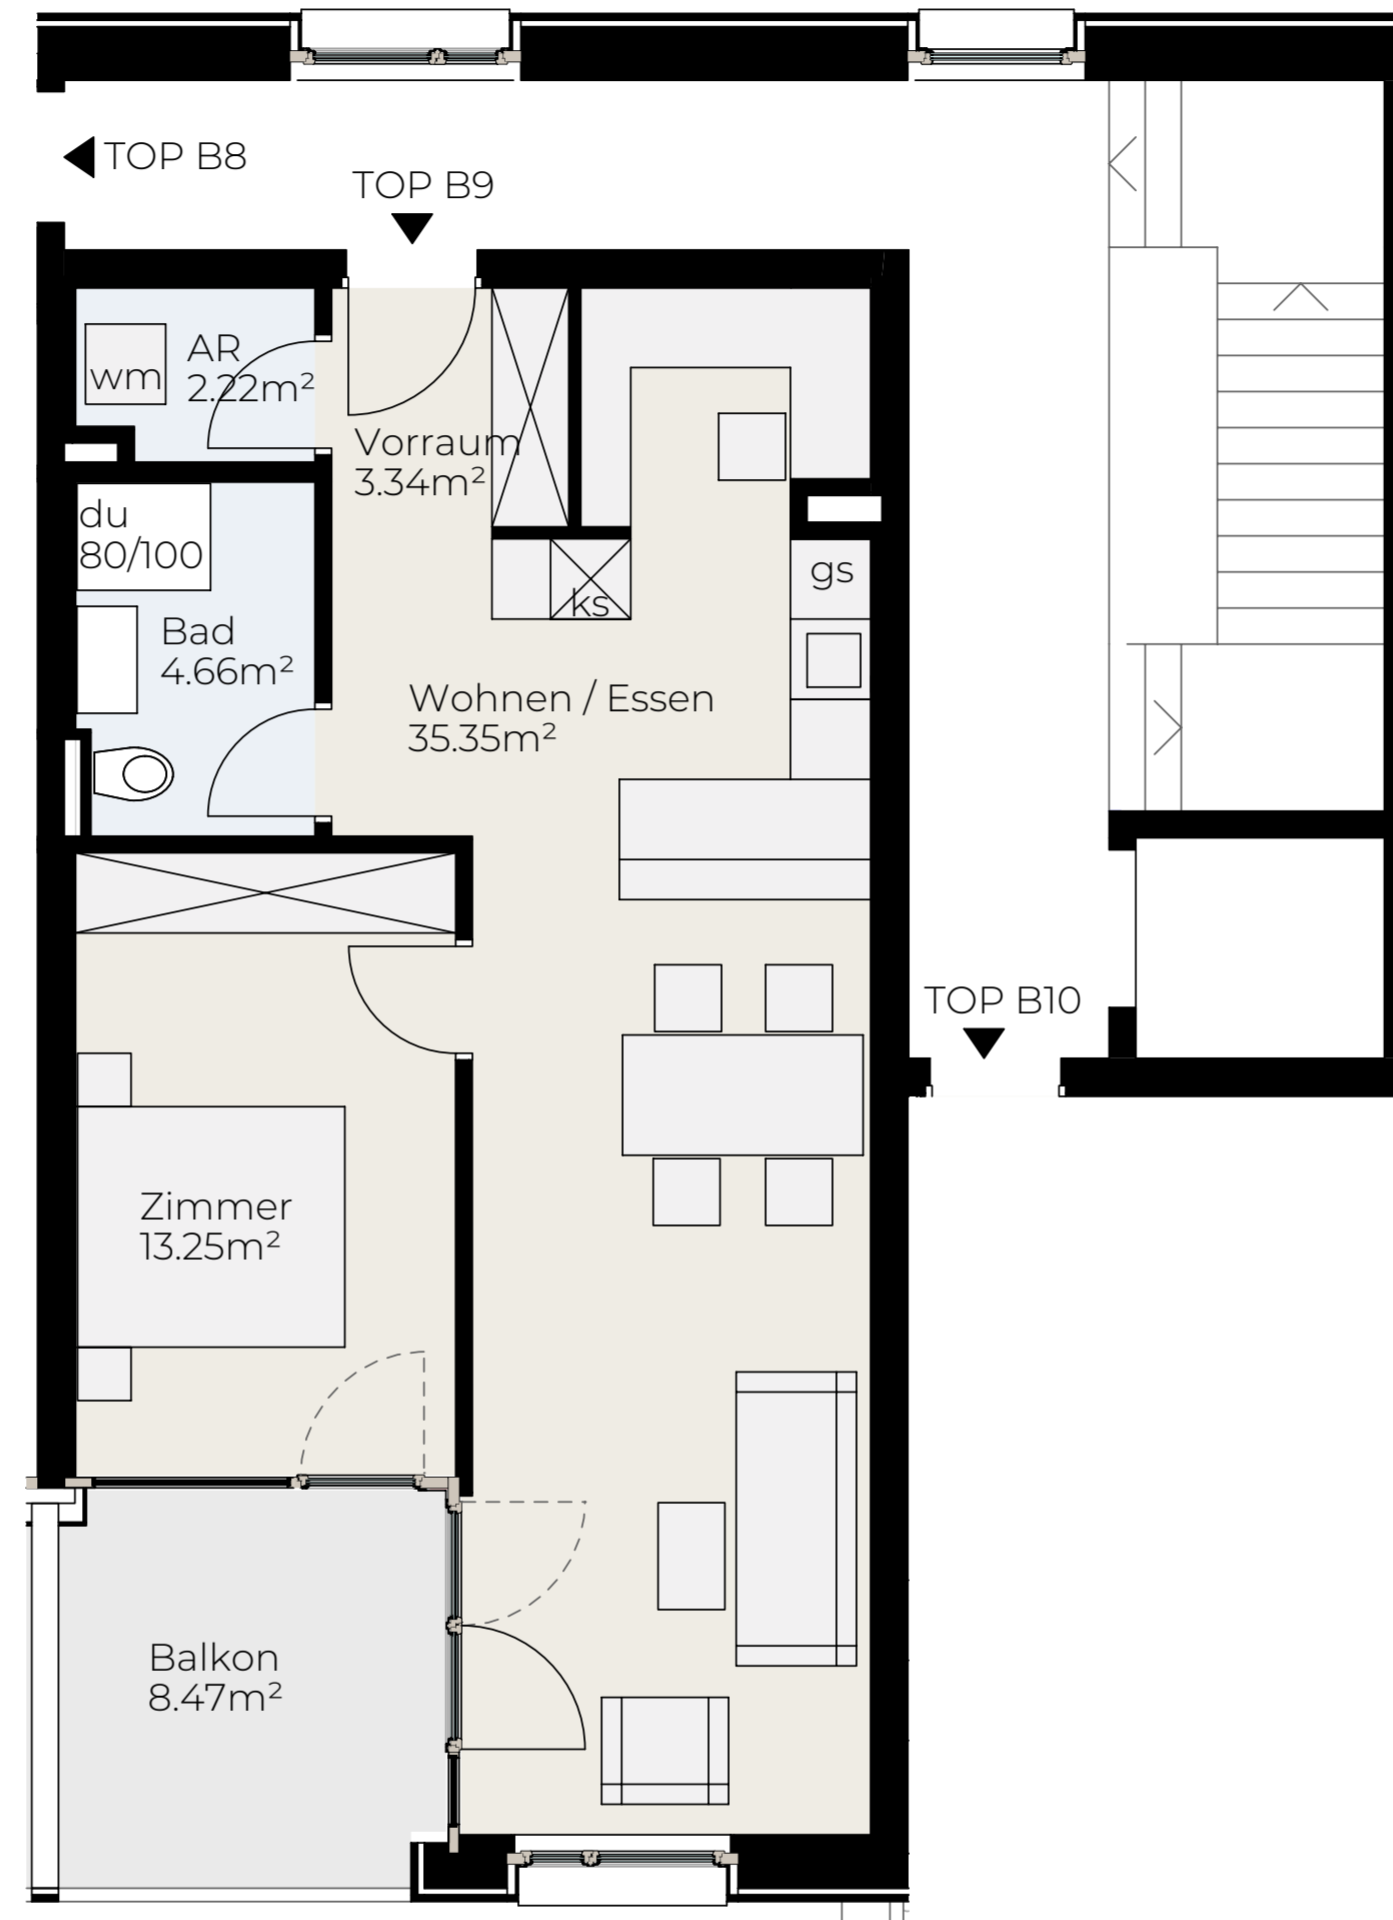 TOP B8
TOP B9
AR
2.22m²
wm
Vorraum
3.34m²
du
80/100
gs
ks
Bad
4.66m²
Wohnen / Essen
35.35m²
TOP B10
Zimmer
13.25m²
Balkon
8.47m²